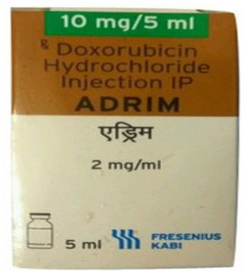 10 mg/5 ml
℞ Doxorubicin
Hydrochloride
Injection IP
ADRIM
एड्रिम
2 mg/ml
5 ml
FRESENIUS
KABI